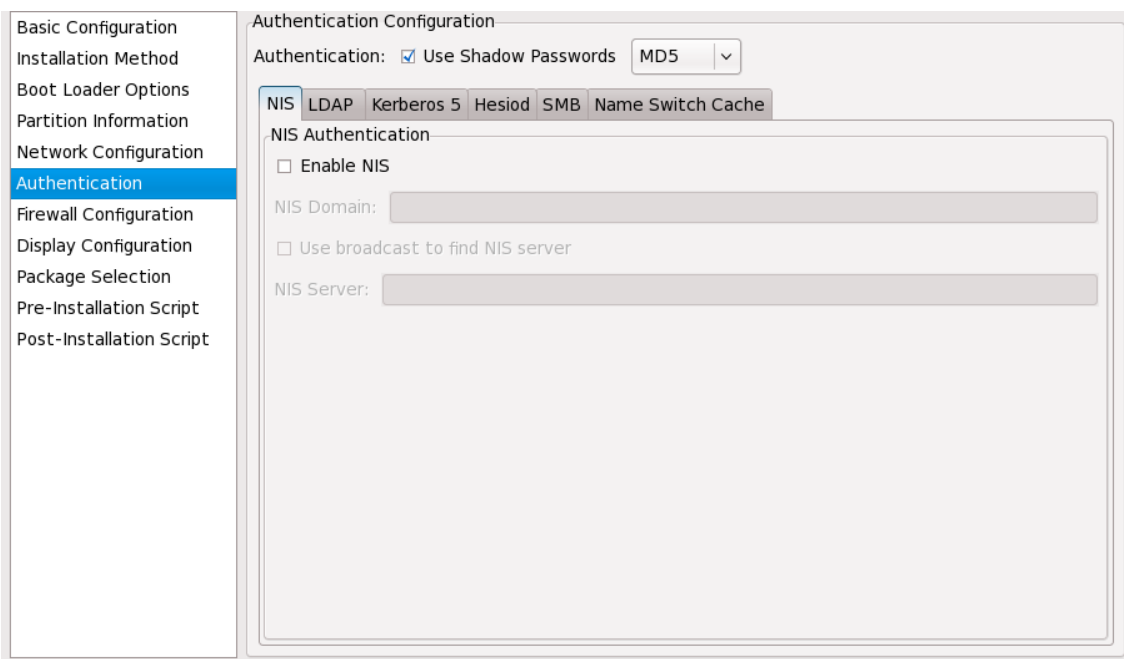 Basic Configuration
Installation Method
Boot Loader Options
Partition Information
Network Configuration
Authentication
Firewall Configuration
Display Configuration
Package Selection
Pre-Installation Script
Post-Installation Script
Authentication Configuration
Authentication: Use Shadow Passwords MD5
NIS LDAP Kerberos 5 Hesiod SMB Name Switch Cache
NIS Authentication
Enable NIS
NIS Domain:
Use broadcast to find NIS server
NIS Server: